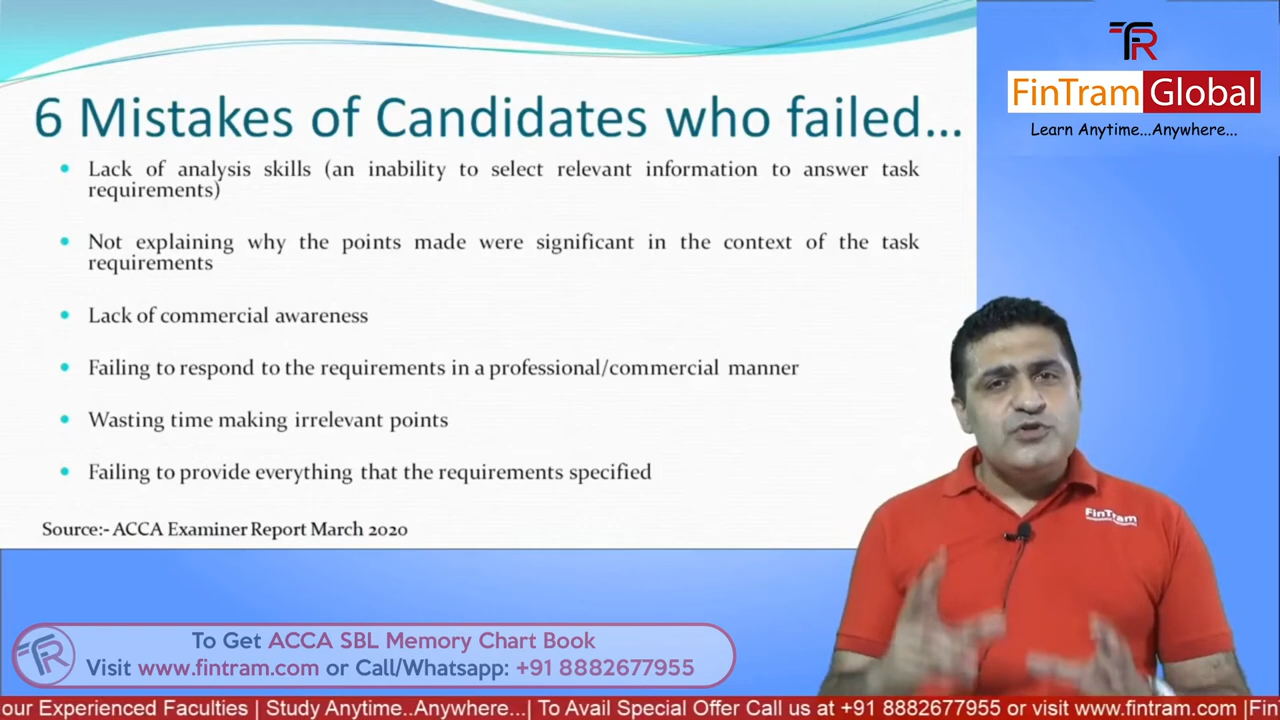 6 Mistakes of Candidates who failed...
• Lack of analysis skills (an inability to select relevant information to answer task
requirements)
• Not explaining why the points made were significant in the context of the task
requirements
• Lack of commercial awareness
• Failing to respond to the requirements in a professional/commercial manner
• Wasting time making irrelevant points
• Failing to provide everything that the requirements specified
Source:- ACCA Examiner Report March 2020
FinTram Global
Learn Anytime...Anywhere...
FinTram
To Get ACCA SBL Memory Chart Book
Visit www.fintram.com or Call/Whatsapp: +91 8882677955
our Experienced Faculties | Study Anytime..Anywhere...| To Avail Special Offer Call us at +91 8882677955 or visit www.fintram.com |Fin